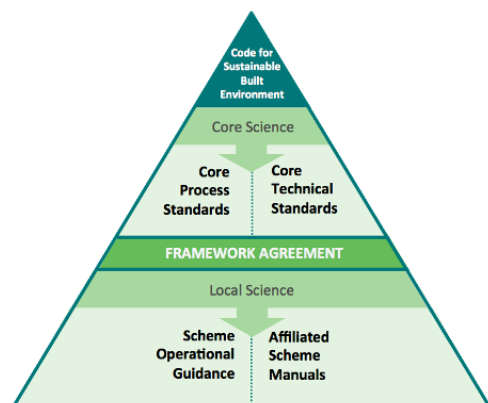 Code for
Sustainable
Built
Environment
Core Science
Core
Process
Standards
Core
Technical
Standards
FRAMEWORK AGREEMENT
Local Science
Scheme
Operational
Guidance
Affiliated
Scheme
Manuals